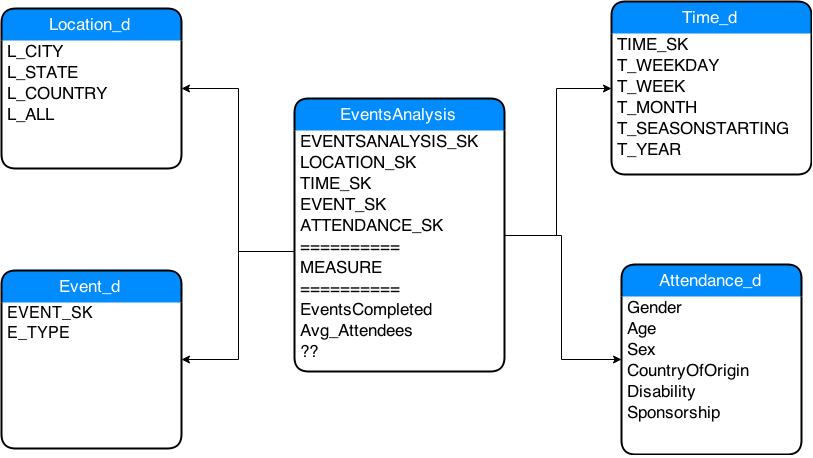 Location_d
L_CITY
L_STATE
L_COUNTRY
L_ALL
Time_d
TIME_SK
T_WEEKDAY
T_WEEK
T_MONTH
T_SEASONSTARTING
T_YEAR
EventsAnalysis
EVENTSANALYSIS_SK
LOCATION_SK
TIME_SK
EVENT_SK
ATTENDANCE_SK
==========
MEASURE
==========
EventsCompleted
Avg_Attendees
??
Event_d
EVENT_SK
E_TYPE
Attendance_d
Gender
Age
Sex
CountryOfOrigin
Disability
Sponsorship